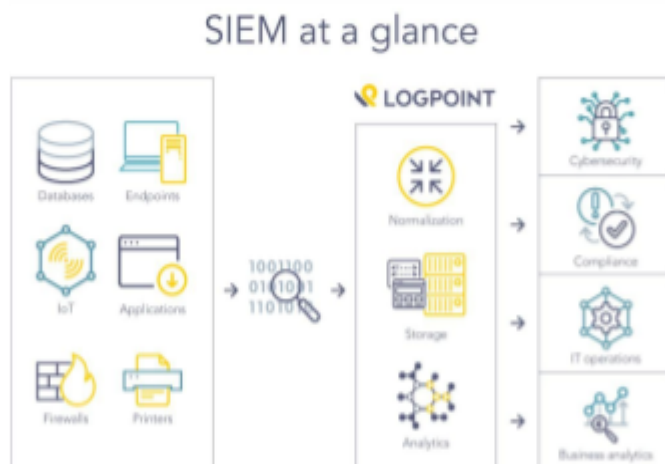 SIEM at a glance
LOGPOINT
Databases
Endpoints
IoT
Applications
Firewalls
Printers
1001100
0101001
110101
Normalization
Storage
Analytics
Cybersecurity
Compliance
IT operations
Business analytics